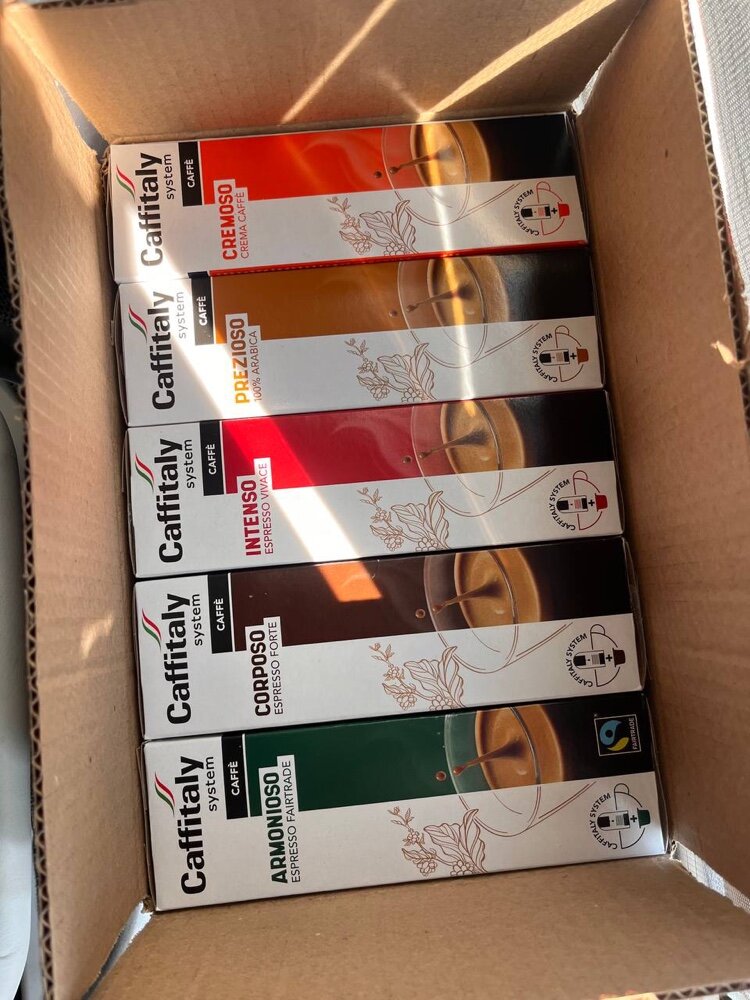 Caffitaly
system
CAFFÈ
CREMOSO
CREMA CAFFÈ
CAFFITALY SYSTEM
Caffitaly
system
CAFFÈ
PREZIOSO
100% ARABICA
CAFFITALY SYSTEM
Caffitaly
system
CAFFÈ
INTENSO
ESPRESSO VIVACE
CAFFITALY SYSTEM
Caffitaly
system
CAFFÈ
CORPOSO
ESPRESSO FORTE
CAFFITALY SYSTEM
Caffitaly
system
CAFFÈ
ARMONIOSO
ESPRESSO FAIRTRADE
FAIRTRADE
CAFFITALY SYSTEM